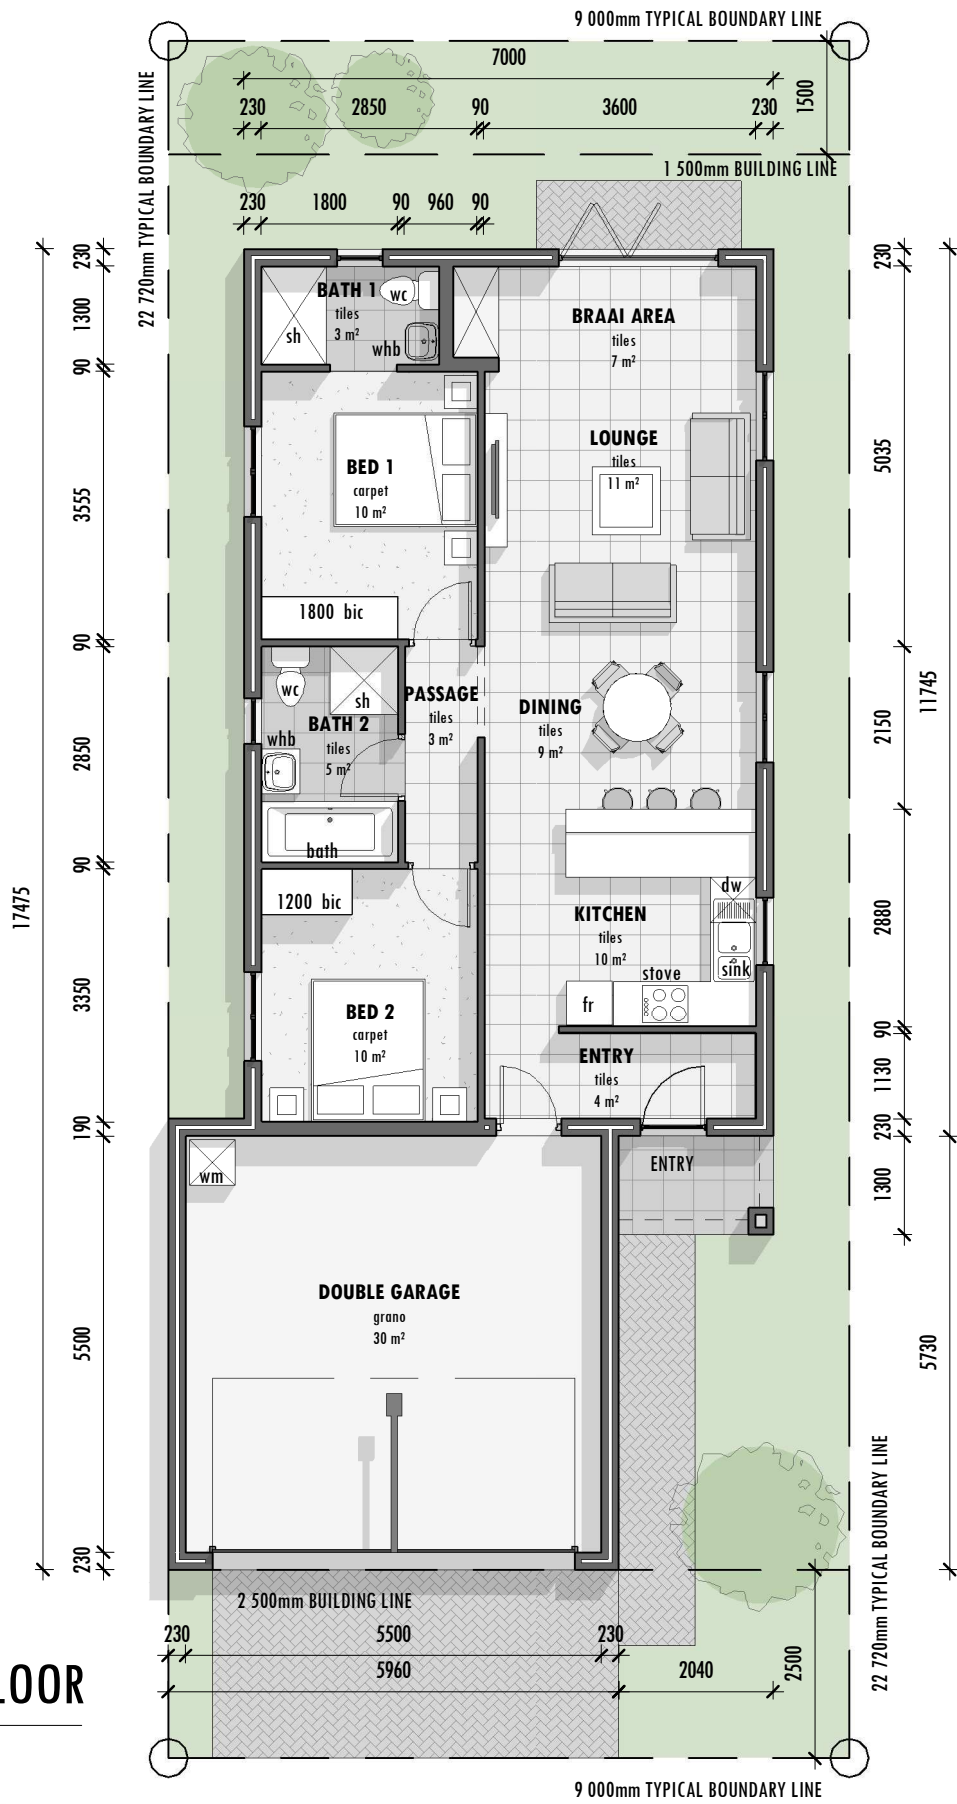 9 000mm TYPICAL BOUNDARY LINE
7000
230 2850 90 3600 230
1500
22 720mm TYPICAL BOUNDARY LINE
1 500mm BUILDING LINE
230 1800 90 960 90
230
1300
90
3555
90
2850
90
3350
190
5500
230
17475
230
5035
2150
2880
90
1130
230
1300
11745
5730
BATH 1
tiles
3 m²
wc
sh
whb
BRAAI AREA
tiles
7 m²
LOUNGE
tiles
11 m²
BED 1
carpet
10 m²
1800 bic
wc
sh
PASSAGE
tiles
3 m²
BATH 2
tiles
5 m²
whb
bath
DINING
tiles
9 m²
1200 bic
dw
KITCHEN
tiles
10 m²
stove
sink
fr
BED 2
carpet
10 m²
ENTRY
tiles
4 m²
wm
ENTRY
DOUBLE GARAGE
grano
30 m²
2 500mm BUILDING LINE
230 5500 230
5960 2040
2500
22 720mm TYPICAL BOUNDARY LINE
9 000mm TYPICAL BOUNDARY LINE